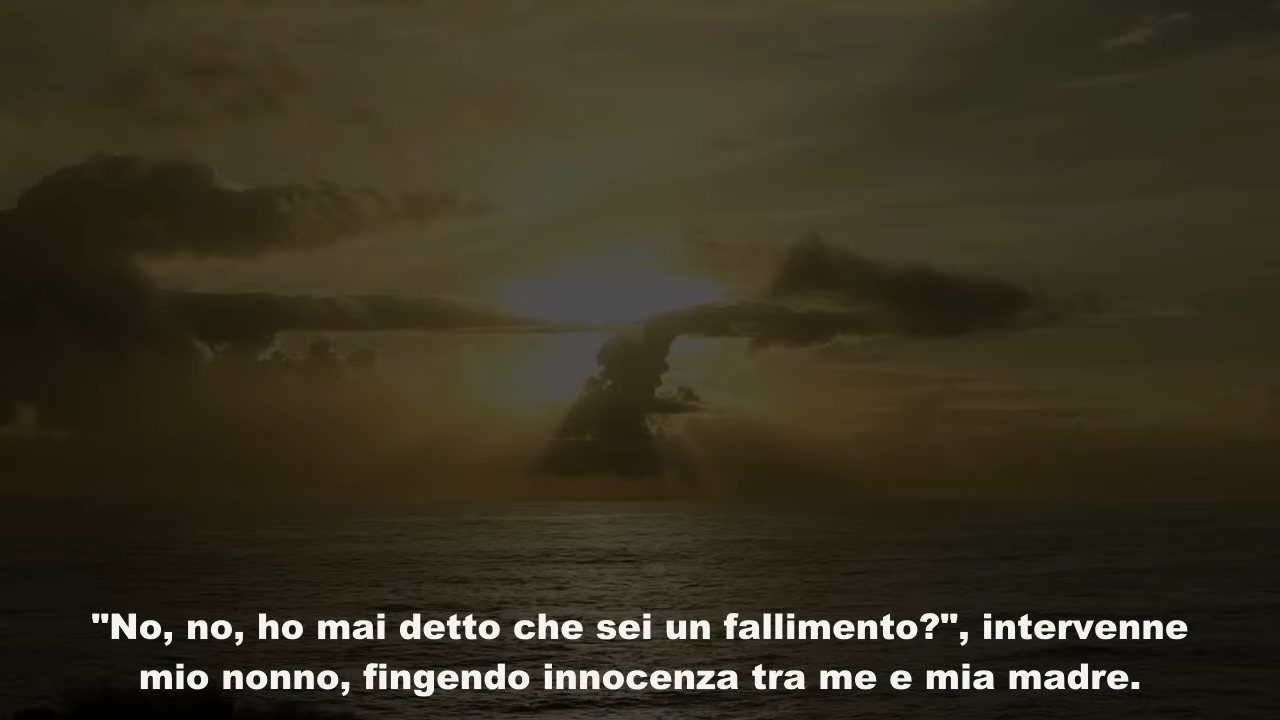 "No, no, ho mai detto che sei un fallimento?", intervenne
mio nonno, fingendo innocenza tra me e mia madre.